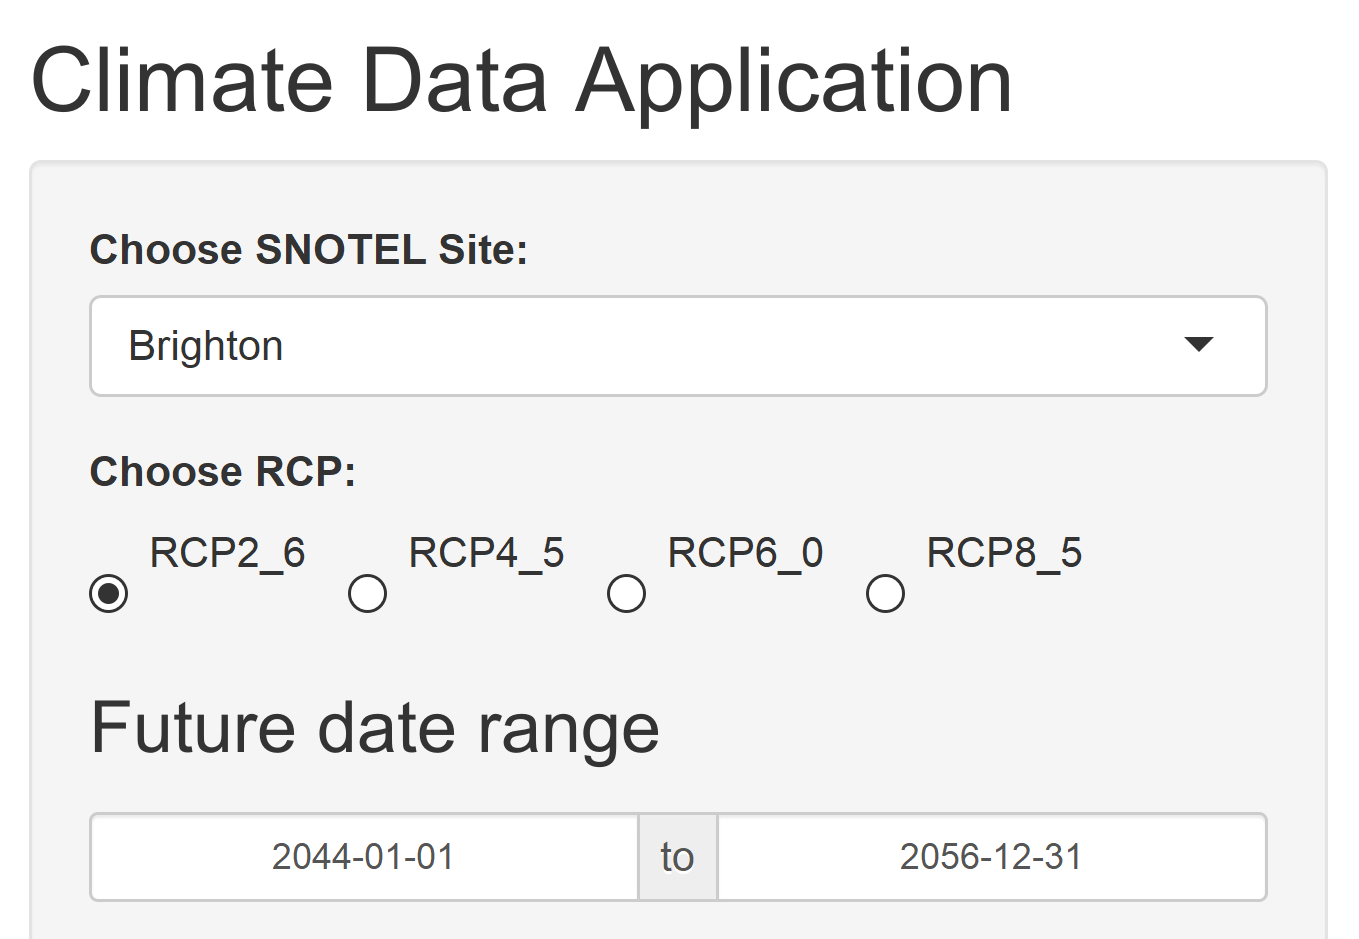 Climate Data Application
Choose SNOTEL Site:
Brighton
Choose RCP:
RCP2_6 RCP4_5 RCP6_0 RCP8_5
Future date range
2044-01-01 to 2056-12-31